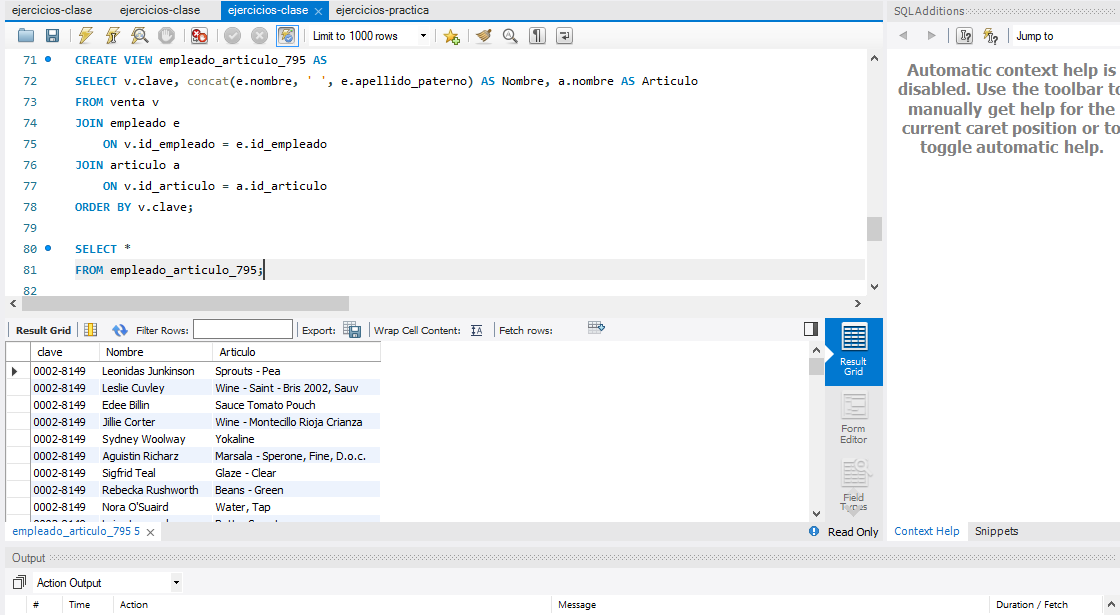 ejercicios-clase ejercicios-clase ejercicios-clase ejercicios-practica
SQLAdditions
Limit to 1000 rows
Jump to
71 CREATE VIEW empleado_articulo_795 AS
72 SELECT v.clave, concat(e.nombre, ' ', e.apellido_paterno) AS Nombre, a.nombre AS Articulo
73 FROM venta v
74 JOIN empleado e
75 ON v.id_empleado = e.id_empleado
76 JOIN articulo a
77 ON v.id_articulo = a.id_articulo
78 ORDER BY v.clave;
79
80 SELECT *
81 FROM empleado_articulo_795;
82
Automatic context help is
disabled. Use the toolbar to
manually get help for the
current caret position or to
toggle automatic help.
Result Grid Filter Rows: Export: Wrap Cell Content: Fetch rows:
clave Nombre Articulo
0002-8149 Leonidas Junkinson Sprouts - Pea
0002-8149 Leslie Cuvley Wine - Saint - Bris 2002, Sauv
0002-8149 Edee Billin Sauce Tomato Pouch
0002-8149 Jillie Corter Wine - Montecillo Rioja Crianza
0002-8149 Sydney Woolway Yokaline
0002-8149 Aguistin Richarz Marsala - Sperone, Fine, D.o.c.
0002-8149 Sigfrid Teal Glaze - Clear
0002-8149 Rebecka Rushworth Beans - Green
0002-8149 Nora O'Suaird Water, Tap
Result
Grid
Form
Editor
Field
Types
empleado_articulo_795 5
Read Only
Context Help Snippets
Output
Action Output
# Time Action Message Duration / Fetch